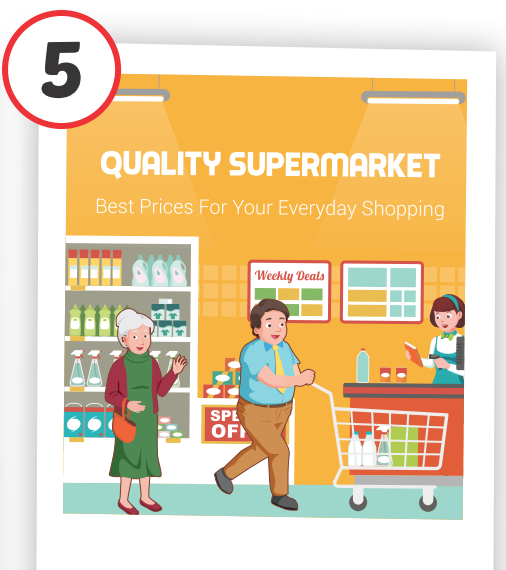 5
QUALITY SUPERMARKET
Best Prices For Your Everyday Shopping
Weekly Deals